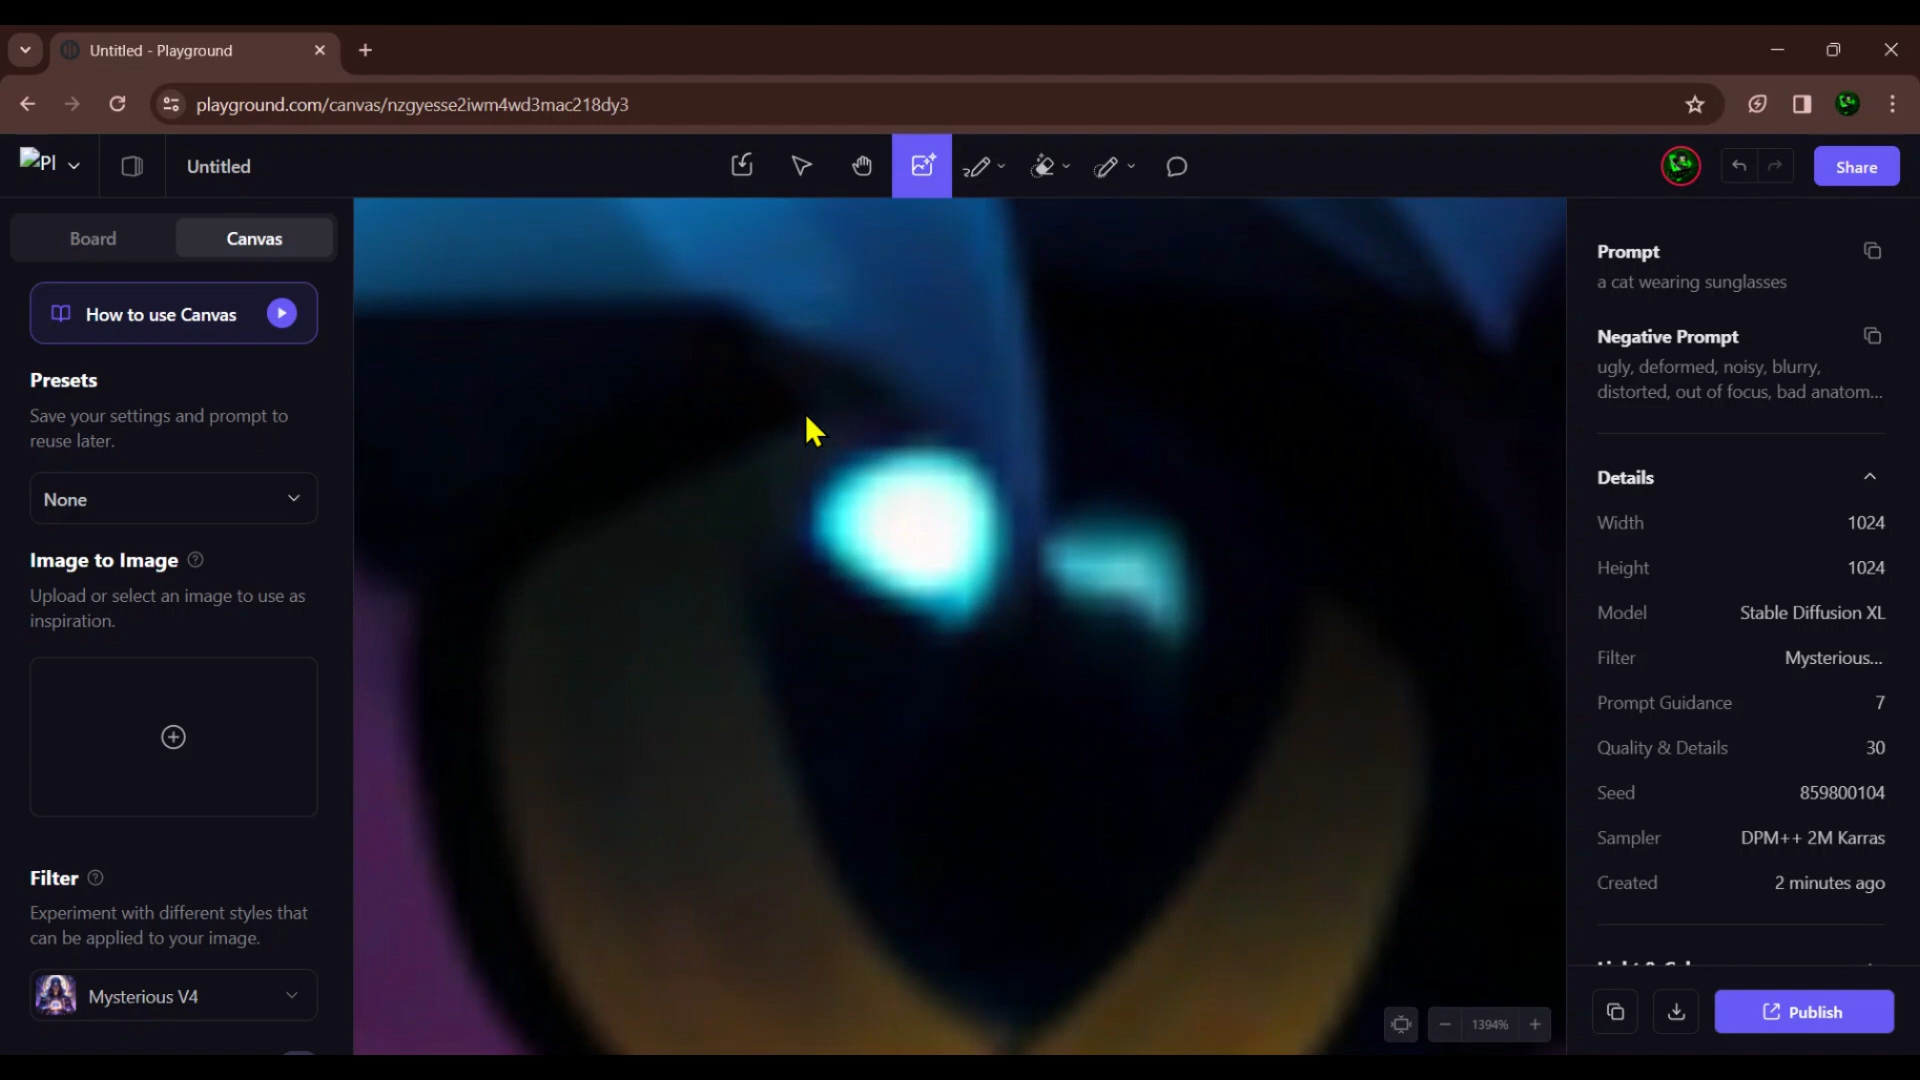 Untitled - Playground
playground.com/canvas/nzgyesse2iwm4wd3mac218dy3
Pl
Untitled
Share
Board
Canvas
How to use Canvas
Presets
Save your settings and prompt to
reuse later.
None
Image to Image
Upload or select an image to use as
inspiration.
Filter
Experiment with different styles that
can be applied to your image.
Mysterious V4
1394%
Prompt
a cat wearing sunglasses
Negative Prompt
ugly, deformed, noisy, blurry,
distorted, out of focus, bad anatom...
Details
Width 1024
Height 1024
Model Stable Diffusion XL
Filter Mysterious...
Prompt Guidance 7
Quality & Details 30
Seed 859800104
Sampler DPM++ 2M Karras
Created 2 minutes ago
Publish